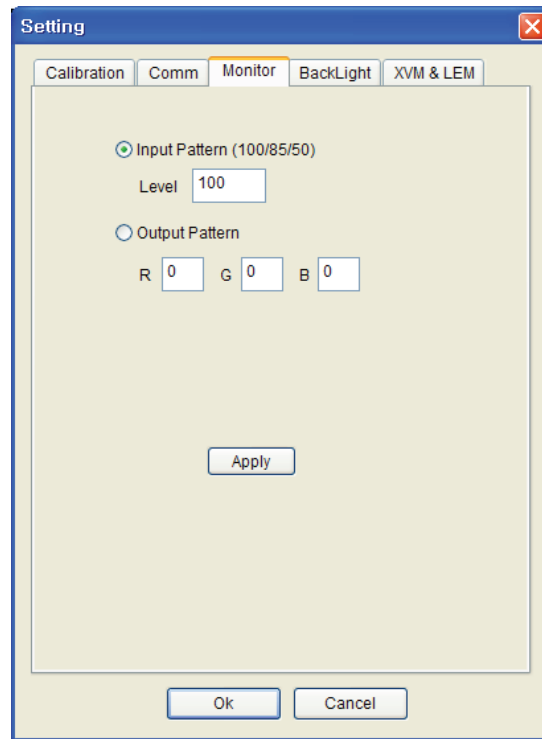 Setting
Calibration Comm Monitor BackLight XVM & LEM
Input Pattern (100/85/50)
Level 100
Output Pattern
R 0 G 0 B 0
Apply
Ok Cancel